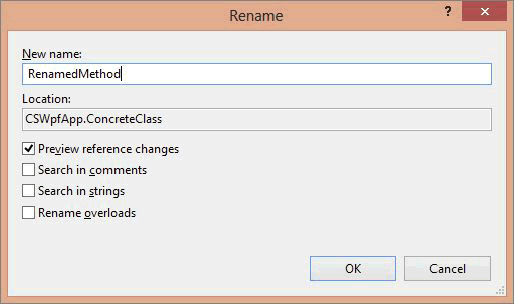 Rename
?
New name:
RenamedMethod
Location:
CSWpfApp.ConcreteClass
Preview reference changes
Search in comments
Search in strings
Rename overloads
OK Cancel